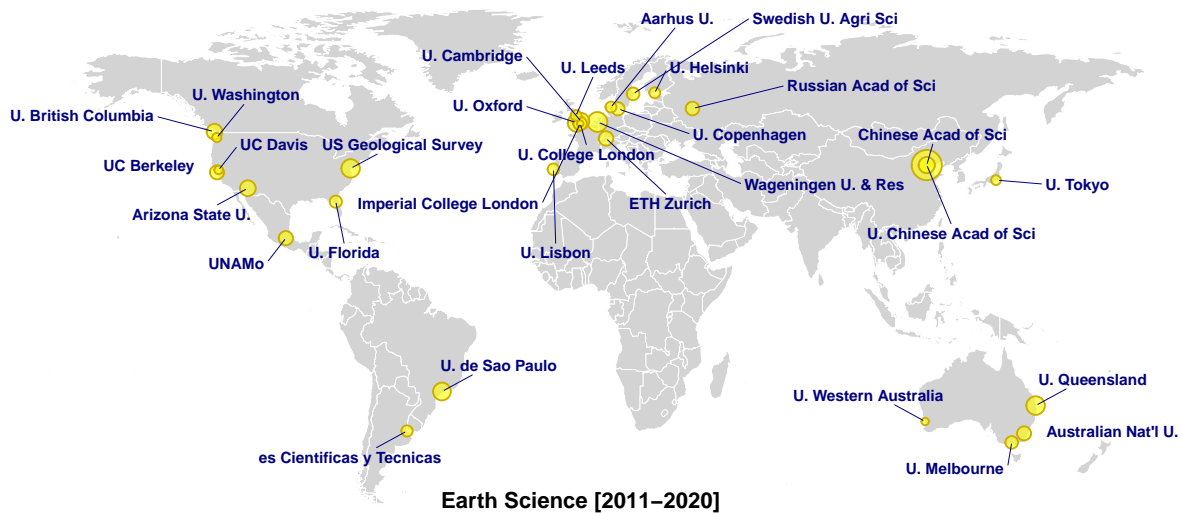 Aarhus U.
Swedish U. Agri Sci
U. Cambridge
U. Leeds
U. Helsinki
Russian Acad of Sci
U. Washington
U. British Columbia
U. Oxford
U. Copenhagen
Chinese Acad of Sci
UC Davis
US Geological Survey
U. College London
UC Berkeley
Wageningen U. & Res
U. Tokyo
Imperial College London
ETH Zurich
Arizona State U.
U. Chinese Acad of Sci
U. Florida
U. Lisbon
UNAMo
U. de Sao Paulo
U. Queensland
U. Western Australia
Australian Nat'l U.
es Cientificas y Tecnicas
U. Melbourne
Earth Science [2011−2020]